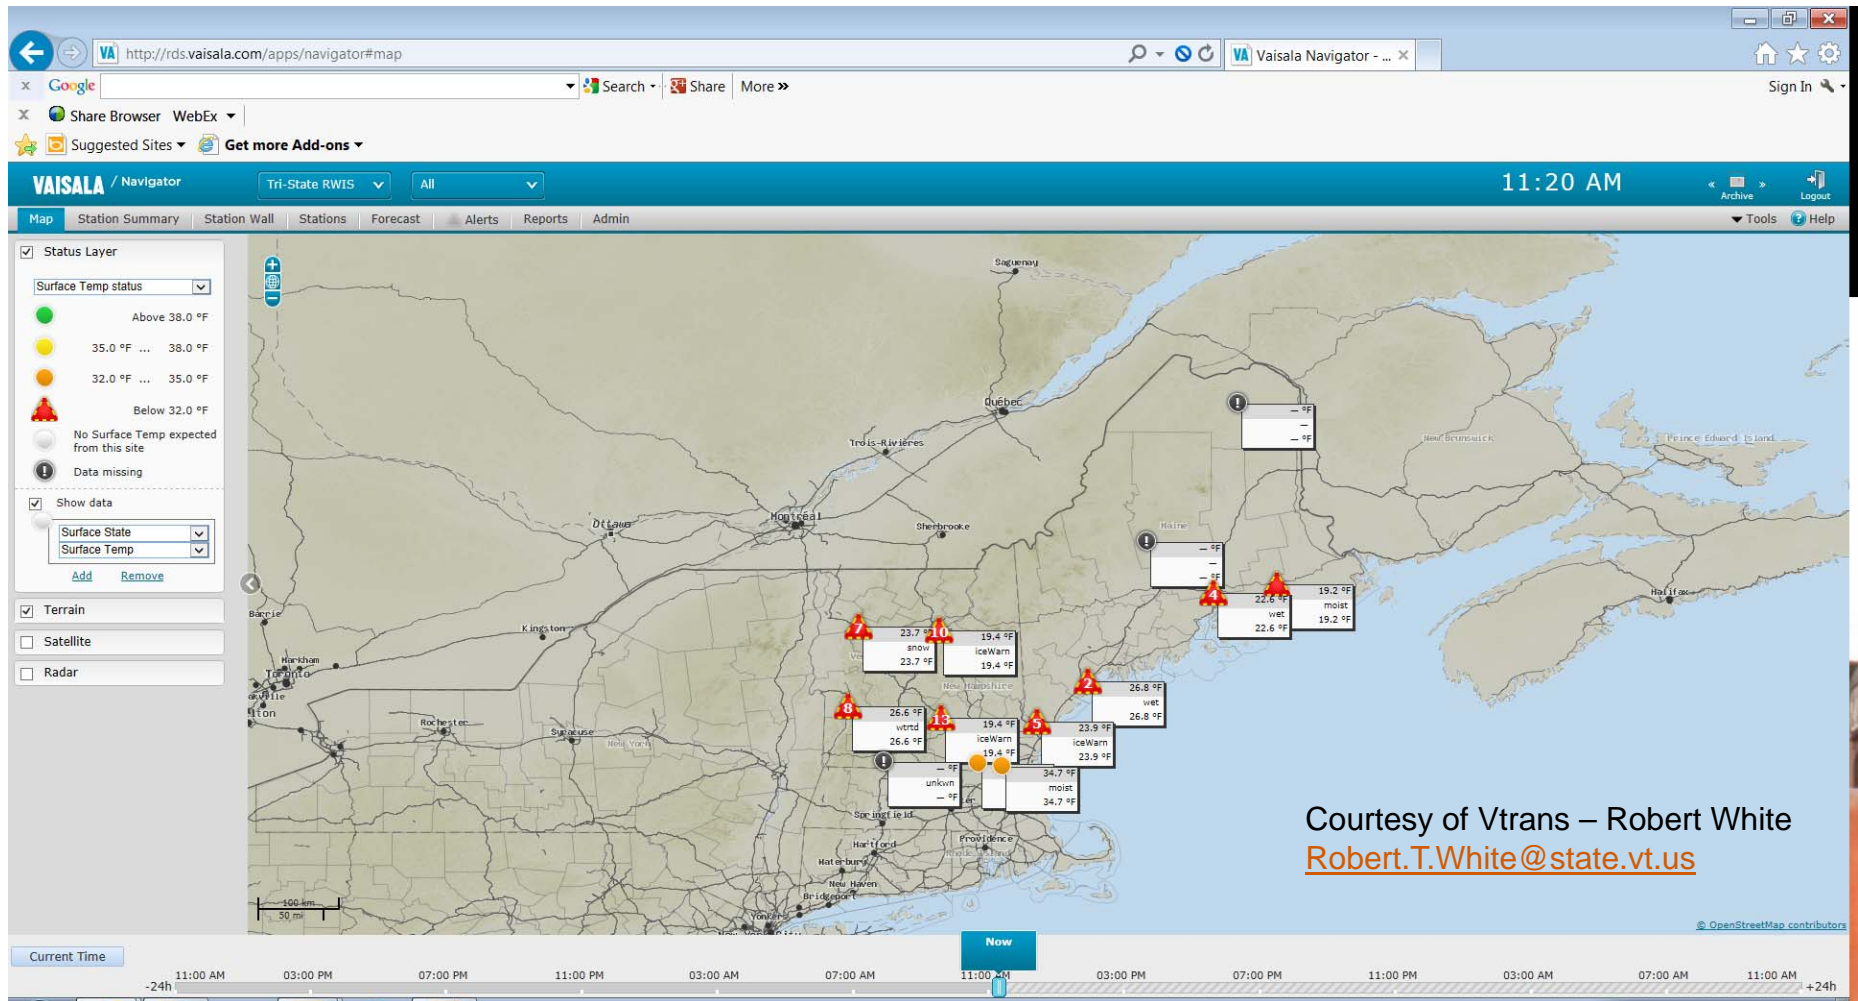 http://rds.vaisala.com/apps/navigator#map
Vaisala Navigator - ...
Google
Search
Share
More »
Sign In
Share Browser WebEx
Suggested Sites
Get more Add-ons
VAISALA / Navigator
Tri-State RWIS
All
11:20 AM
« »
Archive
Logout
Map Station Summary Station Wall Stations Forecast Alerts Reports Admin
Tools Help
Status Layer
Surface Temp status
Above 38.0 °F
35.0 °F ... 38.0 °F
32.0 °F ... 35.0 °F
Below 32.0 °F
No Surface Temp expected
from this site
Data missing
Show data
Surface State
Surface Temp
Add Remove
Terrain
Satellite
Radar
Saguenay
Québec
Trois-Rivières
New Brunswick
Prince Edward Island
Ottawa
Montréal
Sherbrooke
Maine
Halifax
Barrie
Kingston
Markham
Toronto
Rochester
Syracuse
New York
New Hampshire
— °F
—
— °F
— °F
—
— °F
4
22.6 °F
wet
22.6 °F
19.2 °F
moist
19.2 °F
7
23.7 °
snow
23.7 °F
10
19.4 °F
iceWarn
19.4 °F
2
26.8 °F
wet
26.8 °F
8
26.6 °F
wtrtd
26.6 °F
13
19.4 °F
iceWarn
19.4 °F
5
23.9 °F
iceWarn
23.9 °F
— °F
unkwn
— °F
34.7 °F
moist
34.7 °F
Springfield
Hartford
Providence
Rhode Island
Waterbury
New Haven
Bridgeport
Yonkers
100 km
50 mi
Courtesy of Vtrans – Robert White
Robert.T.White@state.vt.us
© OpenStreetMap contributors
Current Time
Now
-24h
11:00 AM 03:00 PM 07:00 PM 11:00 PM 03:00 AM 07:00 AM 11:00 AM 03:00 PM 07:00 PM 11:00 PM 03:00 AM 07:00 AM 11:00 AM
+24h